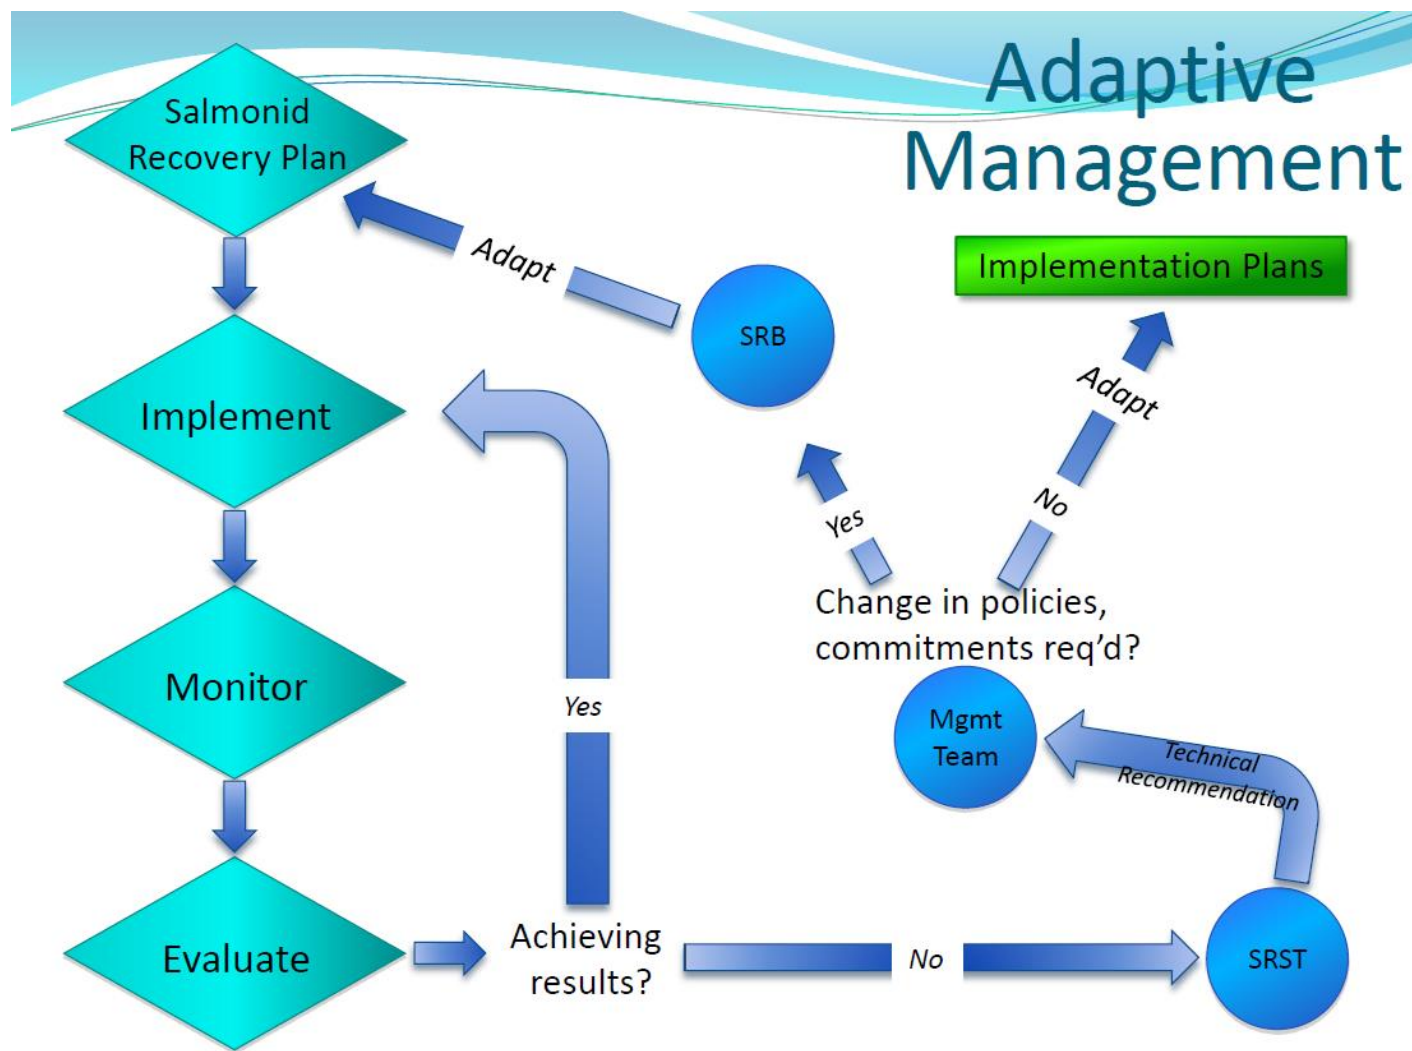 Adaptive
Management
Salmonid
Recovery Plan
Adapt
Implementation Plans
SRB
Adapt
Implement
No
Yes
Change in policies,
commitments req’d?
Monitor
Yes
Mgmt
Team
Technical
Recommendation
Achieving
results?
Evaluate
No
SRST